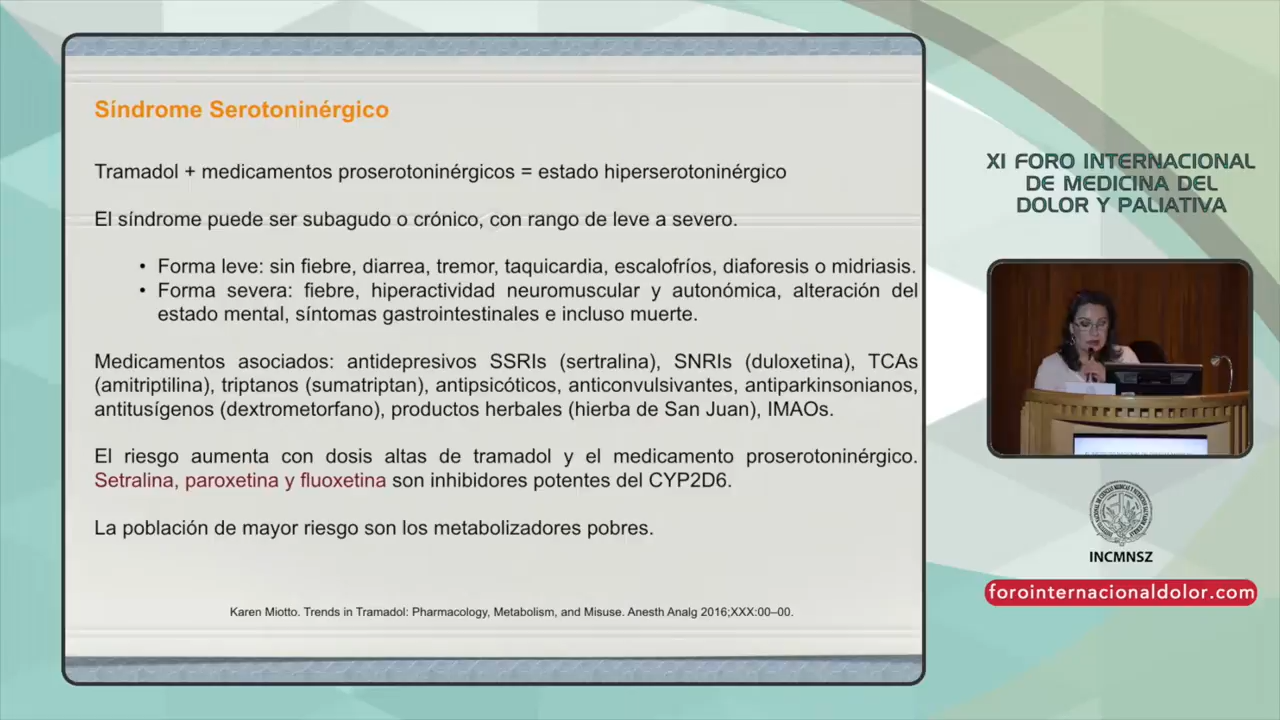 Síndrome Serotoninérgico
Tramadol + medicamentos proserotoninérgicos = estado hiperserotoninérgico
El síndrome puede ser subagudo o crónico, con rango de leve a severo.
• Forma leve: sin fiebre, diarrea, tremor, taquicardia, escalofríos, diaforesis o midriasis.
• Forma severa: fiebre, hiperactividad neuromuscular y autonómica, alteración del
estado mental, síntomas gastrointestinales e incluso muerte.
Medicamentos asociados: antidepresivos SSRIs (sertralina), SNRIs (duloxetina), TCAs
(amitriptilina), triptanos (sumatriptan), antipsicóticos, anticonvulsivantes, antiparkinsonianos,
antitusígenos (dextrometorfano), productos herbales (hierba de San Juan), IMAOs.
El riesgo aumenta con dosis altas de tramadol y el medicamento proserotoninérgico.
Setralina, paroxetina y fluoxetina son inhibidores potentes del CYP2D6.
La población de mayor riesgo son los metabolizadores pobres.
Karen Miotto. Trends in Tramadol: Pharmacology, Metabolism, and Misuse. Anesth Analg 2016;XXX:00–00.
XI FORO INTERNACIONAL
DE MEDICINA DEL
DOLOR Y PALIATIVA
INCMNSZ
forointernacionaldolor.com